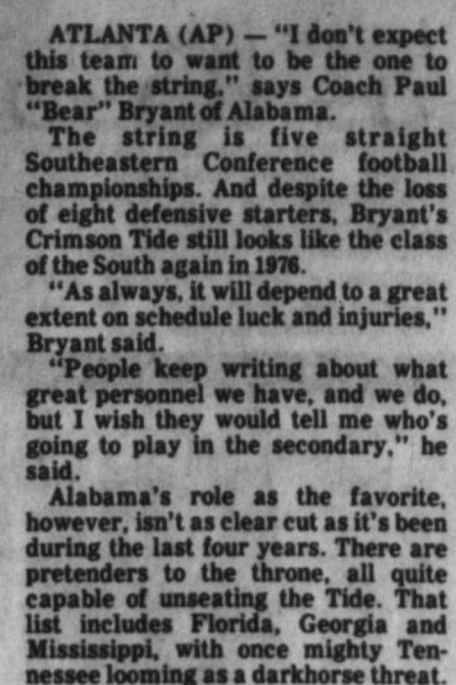 ATLANTA (AP) — "I don't expect
this team to want to be the one to
break the string," says Coach Paul
"Bear" Bryant of Alabama.
The string is five straight
Southeastern Conference football
championships. And despite the loss
of eight defensive starters, Bryant's
Crimson Tide still looks like the class
of the South again in 1976.
"As always, it will depend to a great
extent on schedule luck and injuries,"
Bryant said.
"People keep writing about what
great personnel we have, and we do,
but I wish they would tell me who's
going to play in the secondary," he
said.
Alabama's role as the favorite,
however, isn't as clear cut as it's been
during the last four years. There are
pretenders to the throne, all quite
capable of unseating the Tide. That
list includes Florida, Georgia and
Mississippi, with once mighty Ten-
nessee looming as a darkhorse threat.